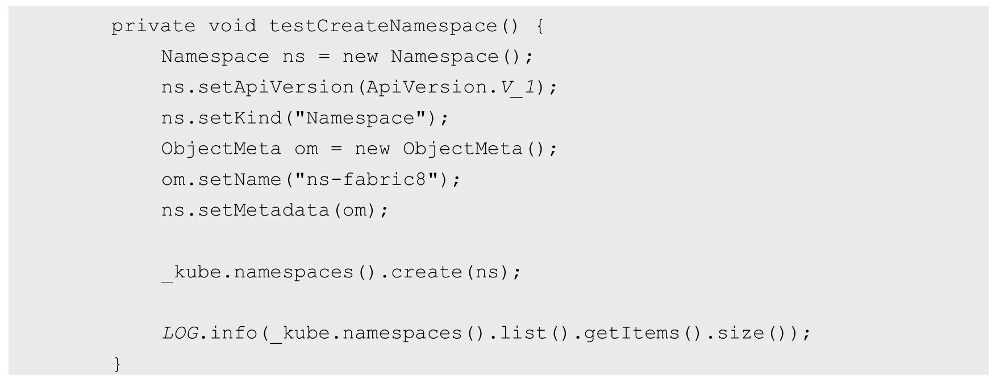 private void testCreateNamespace() {
Namespace ns = new Namespace();
ns.setApiVersion(ApiVersion.V_1);
ns.setKind("Namespace");
ObjectMeta om = new ObjectMeta();
om.setName("ns-fabric8");
ns.setMetadata(om);
_kube.namespaces().create(ns);
LOG.info(_kube.namespaces().list().getItems().size());
}